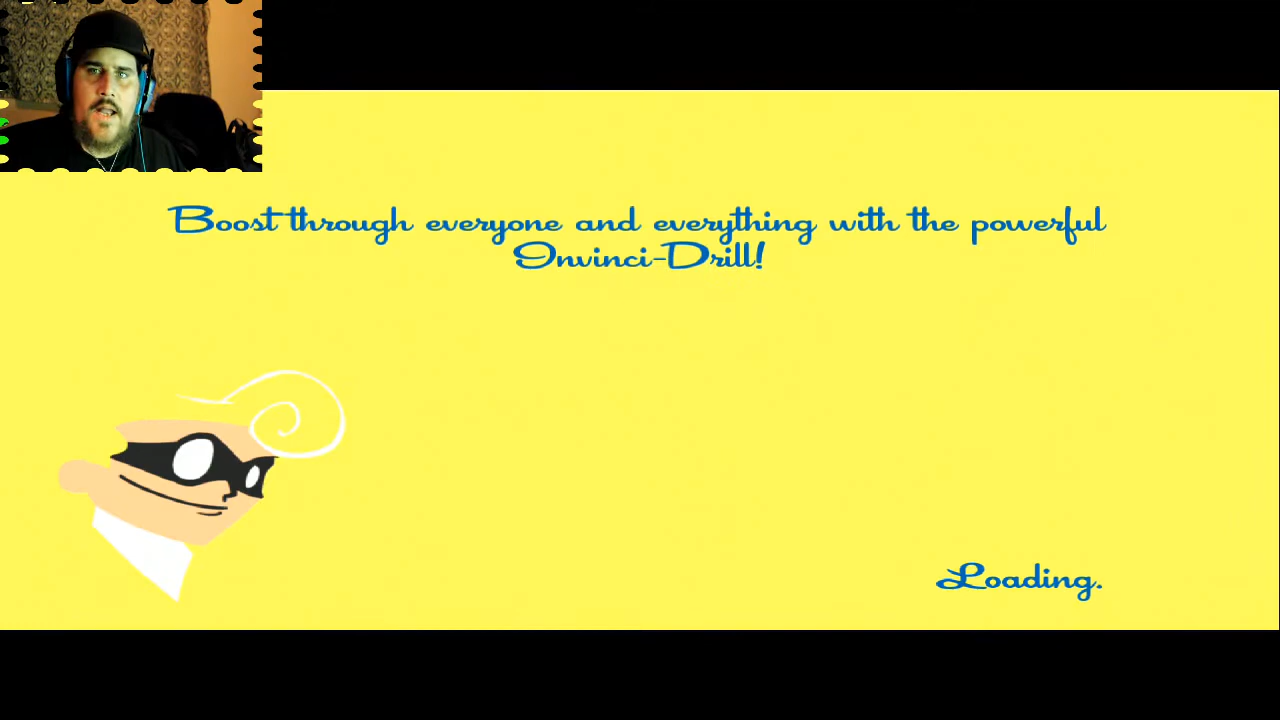 Boost through everyone and everything with the powerful
Invinci-Drill!
Loading.